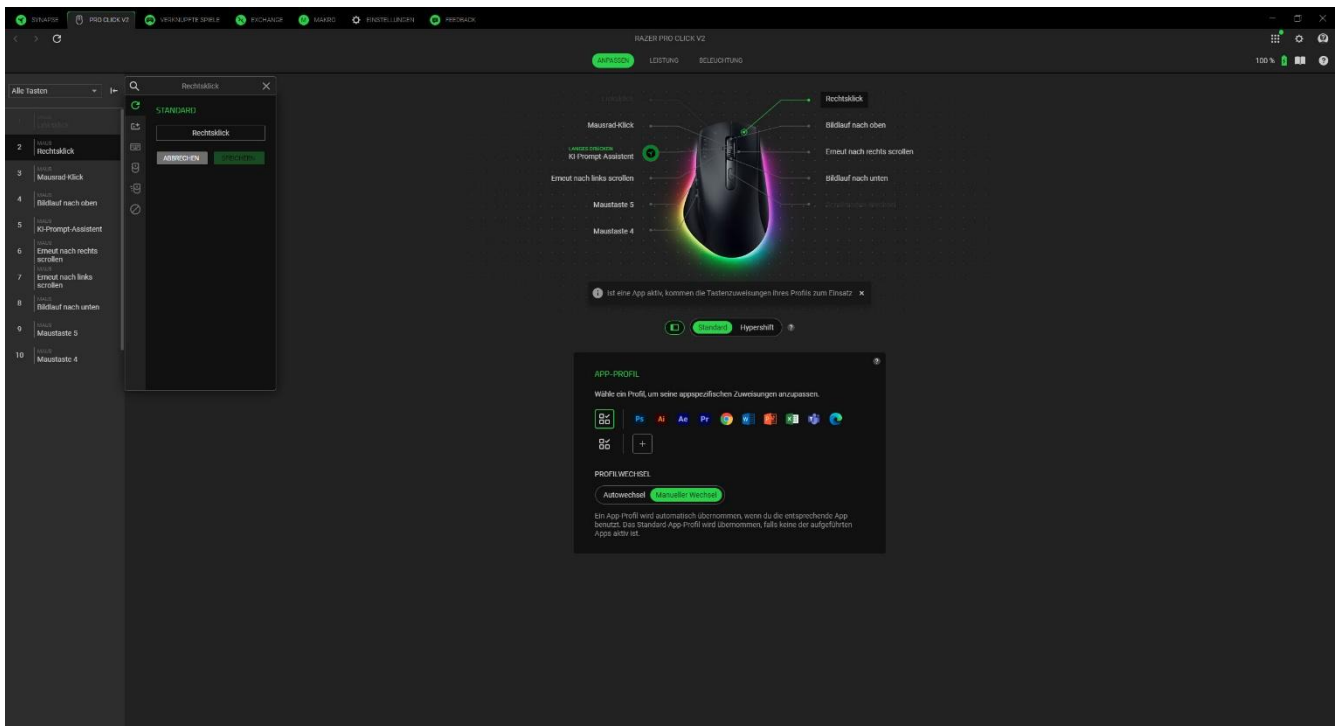 SYNAPSE
PRO CLICK V2
VERKNÜPFTE SPIELE
EXCHANGE
MAKRO
EINSTELLUNGEN
FEEDBACK
RAZER PRO CLICK V2
ANPASSEN
LEISTUNG
BELEUCHTUNG
100 %
Alle Tasten
MAUS
2 Rechtsklick
MAUS
3 Mausrad-Klick
MAUS
4 Bildlauf nach oben
MAUS
5 KI-Prompt-Assistent
MAUS
6 Erneut nach rechts
scrollen
MAUS
7 Erneut nach links
scrollen
MAUS
8 Bildlauf nach unten
MAUS
9 Maustaste 5
MAUS
10 Maustaste 4
Rechtsklick
STANDARD
Rechtsklick
ABBRECHEN
SPEICHERN
Mausrad-Klick
LANGES DRÜCKEN
KI-Prompt-Assistent
Erneut nach links scrollen
Maustaste 5
Maustaste 4
Rechtsklick
Bildlauf nach oben
Erneut nach rechts scrollen
Bildlauf nach unten
Ist eine App aktiv, kommen die Tastenzuweisungen ihres Profils zum Einsatz
Standard
Hypershift
APP-PROFIL
Wähle ein Profil, um seine appspezifischen Zuweisungen anzupassen.
Ps Ai Ae Pr
PROFILWECHSEL
Autowechsel
Manueller Wechsel
Ein App-Profil wird automatisch übernommen, wenn du die entsprechende App
benutzt. Das Standard-App-Profil wird übernommen, falls keine der aufgeführten
Apps aktiv ist.